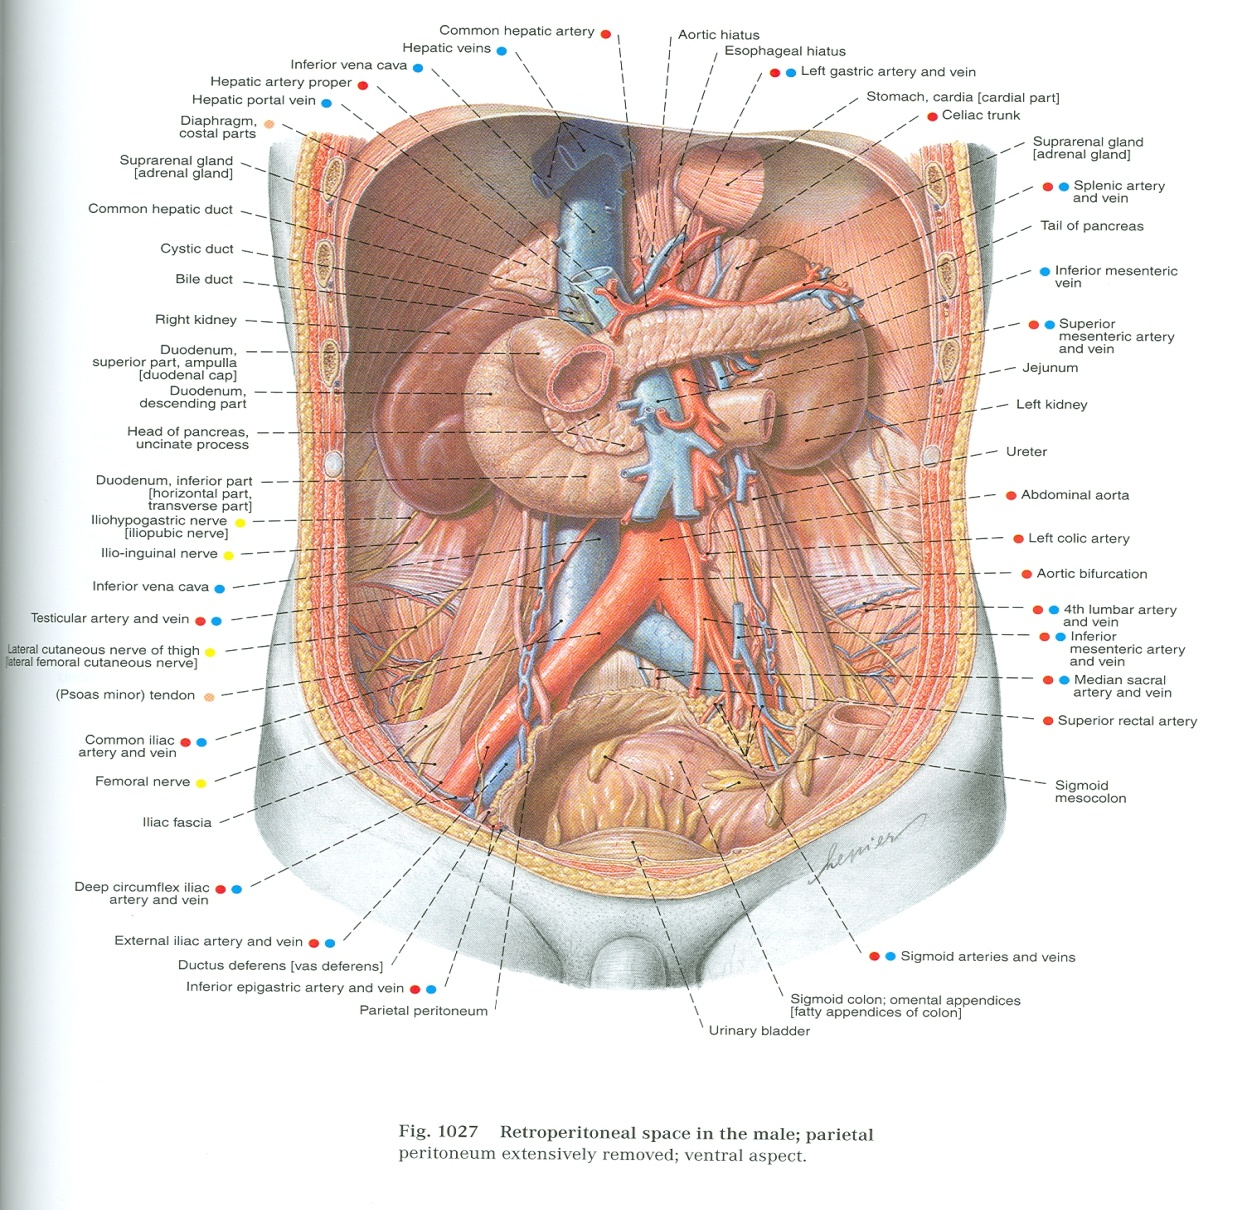 Common hepatic artery
Hepatic veins
Inferior vena cava
Hepatic artery proper
Hepatic portal vein
Diaphragm,
costal parts
Suprarenal gland
[adrenal gland]
Common hepatic duct
Cystic duct
Bile duct
Right kidney
Duodenum,
superior part, ampulla
[duodenal cap]
Duodenum,
descending part
Head of pancreas,
uncinate process
Duodenum, inferior part
[horizontal part,
transverse part]
Iliohypogastric nerve
[iliopubic nerve]
Ilio-inguinal nerve
Inferior vena cava
Testicular artery and vein
Lateral cutaneous nerve of thigh
[lateral femoral cutaneous nerve]
(Psoas minor) tendon
Common iliac
artery and vein
Femoral nerve
Iliac fascia
Deep circumflex iliac
artery and vein
External iliac artery and vein
Ductus deferens [vas deferens]
Inferior epigastric artery and vein
Parietal peritoneum
Aortic hiatus
Esophageal hiatus
Left gastric artery and vein
Stomach, cardia [cardial part]
Celiac trunk
Suprarenal gland
[adrenal gland]
Splenic artery
and vein
Tail of pancreas
Inferior mesenteric
vein
Superior
mesenteric artery
and vein
Jejunum
Left kidney
Ureter
Abdominal aorta
Left colic artery
Aortic bifurcation
4th lumbar artery
and vein
Inferior
mesenteric artery
and vein
Median sacral
artery and vein
Superior rectal artery
Sigmoid
mesocolon
Sigmoid arteries and veins
Sigmoid colon; omental appendices
[fatty appendices of colon]
Urinary bladder
Fig. 1027 Retroperitoneal space in the male; parietal
peritoneum extensively removed; ventral aspect.